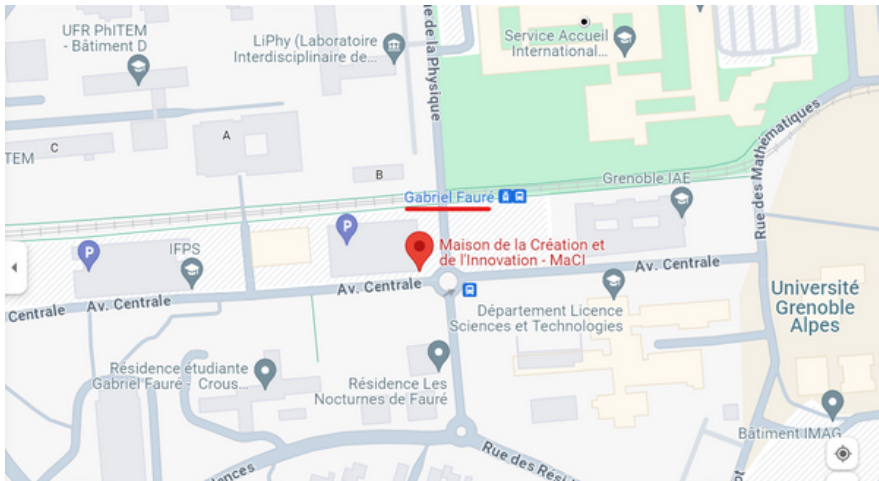 UFR PhITEM
- Bâtiment D
LiPhy (Laboratoire
Interdisciplinaire de...
de la Physique
Service Accueil
International...
C
TEM
A
B
Gabriel Fauré
Grenoble IAE
Rue des Mathématiques
P
IFPS
P
Maison de la Création et
de l'Innovation - MaCI
Centrale
Av. Centrale
Av. Centrale
Av. Centrale
Université
Grenoble
Alpes
Département Licence
Sciences et Technologies
Résidence étudiante
Gabriel Fauré - Crous...
Résidence Les
Nocturnes de Fauré
Bâtiment IMAG
Rue des Rés
ences